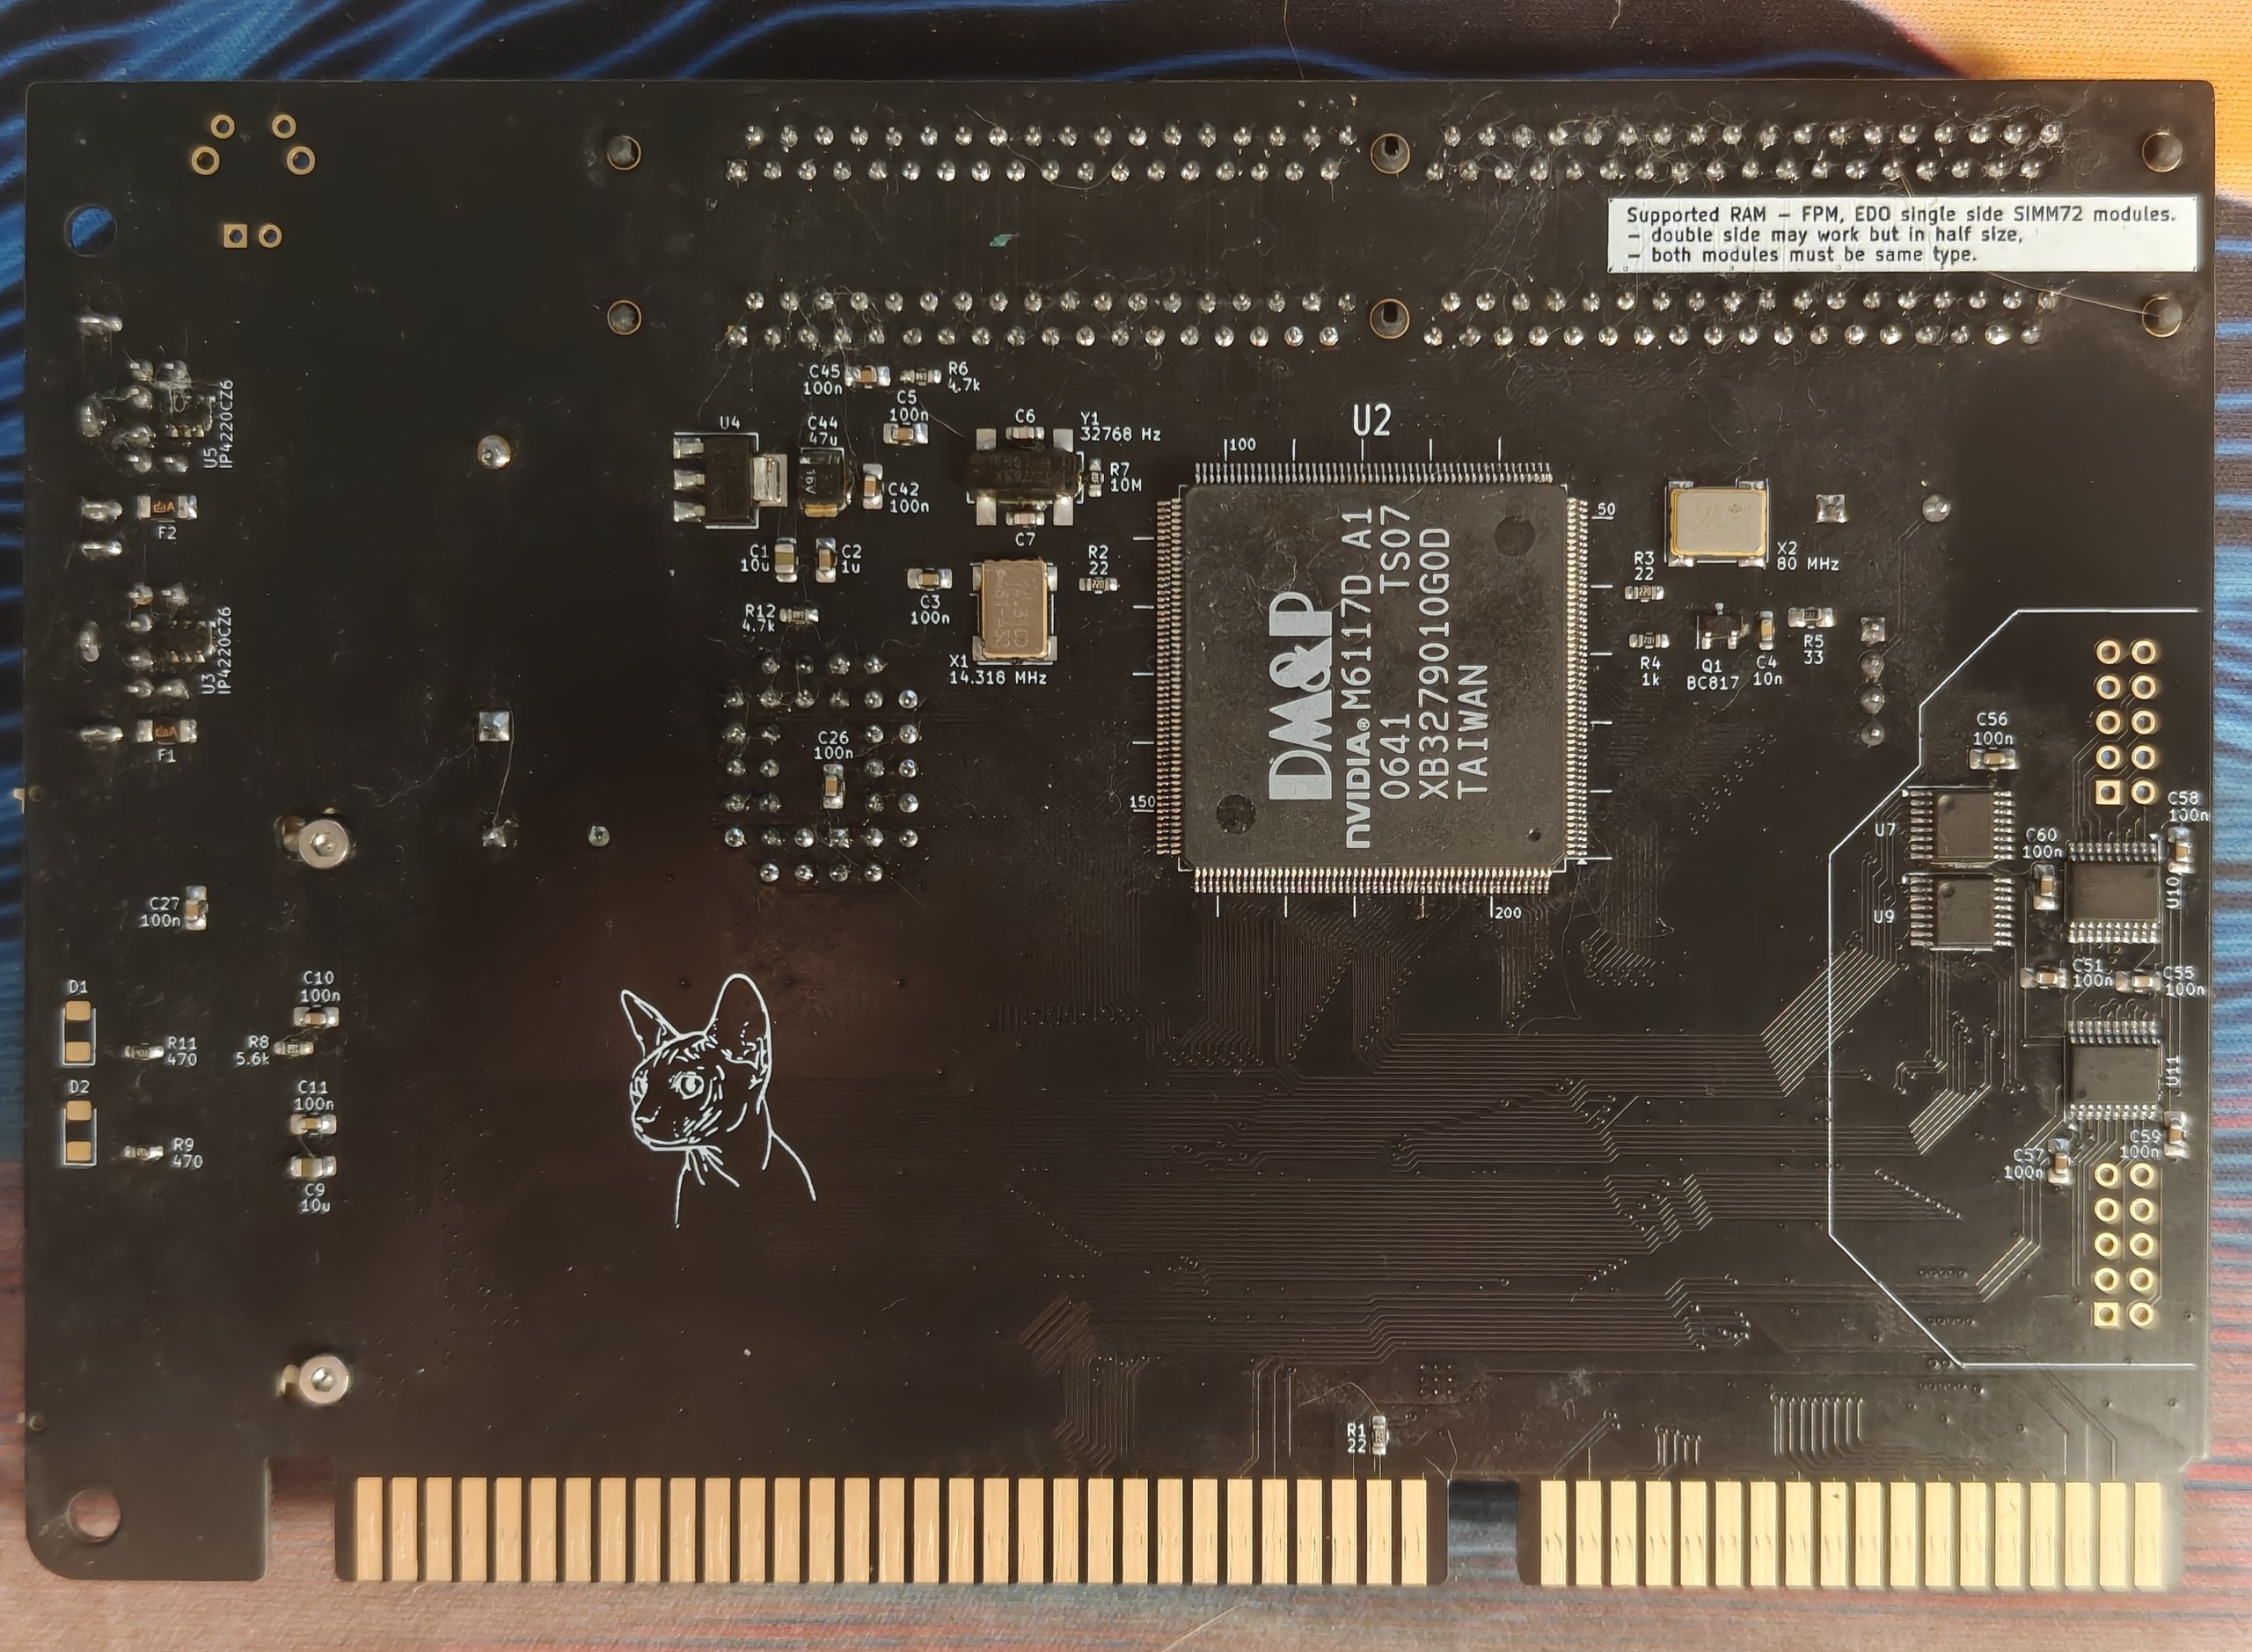 Supported RAM – FPM, EDO single side SIMM72 modules.
– double side may work but in half size,
– both modules must be same type.
C45
100n
R6
4.7k
C5
100n
U5
IP4220CZ6
U4
C44
47u
16V
C42
100n
C6
Y1
32768 Hz
R7
10M
C7
U2
100
50
150
200
F2
C1
10u
C2
1u
C3
100n
R2
22
R12
4.7k
X1
14.318 MHz
U3
IP4220CZ6
F1
C26
100n
DM&P
nVIDIA® M6117D A1
0641 TS07
XB3279010G0D
TAIWAN
X2
80 MHz
R3
22
R4
1k
Q1
BC817
C4
10n
R5
33
C56
100n
U7
U9
C58
100n
C60
100n
U10
C51
100n
C55
100n
U11
C59
100n
C57
100n
C27
100n
C10
100n
D1
R11
470
R8
5.6k
D2
C11
100n
R9
470
C9
10u
R1
22